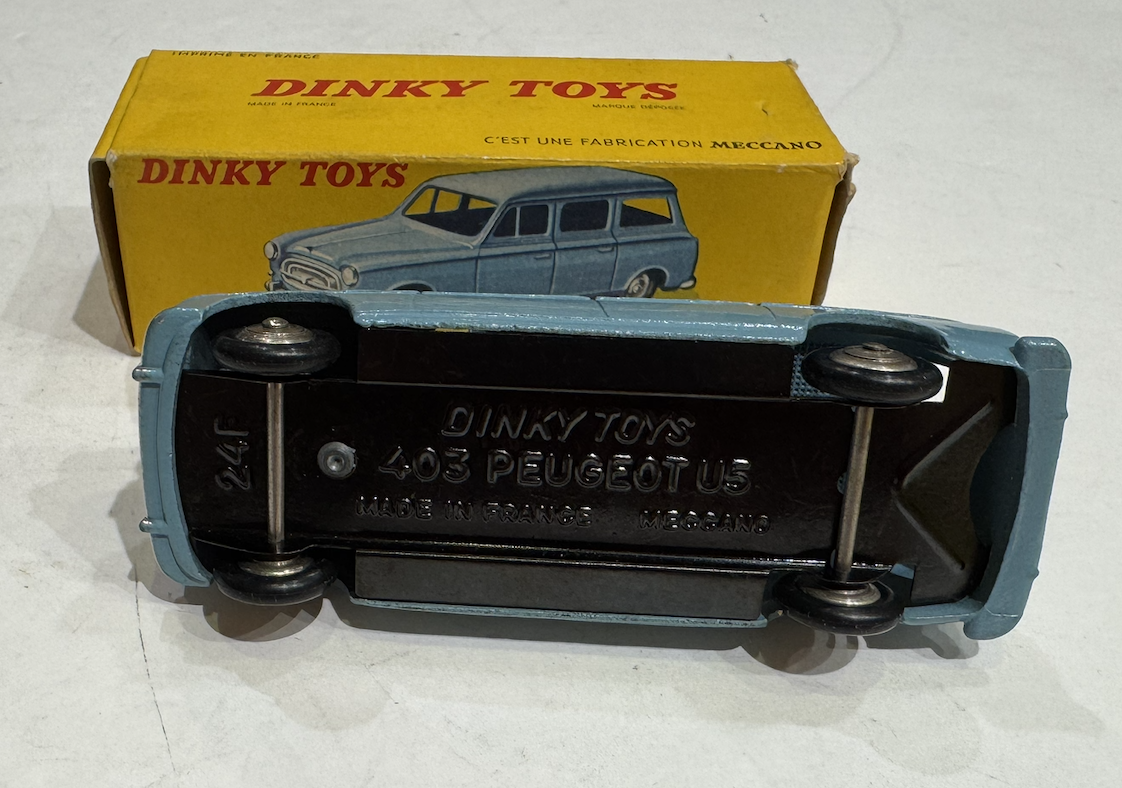 IMPRIMÉ EN FRANCE
DINKY TOYS
MADE IN FRANCE MARQUE DÉPOSÉE
C'EST UNE FABRICATION MECCANO
DINKY TOYS
24F
DINKY TOYS
403 PEUGEOT U5
MADE IN FRANCE MECCANO